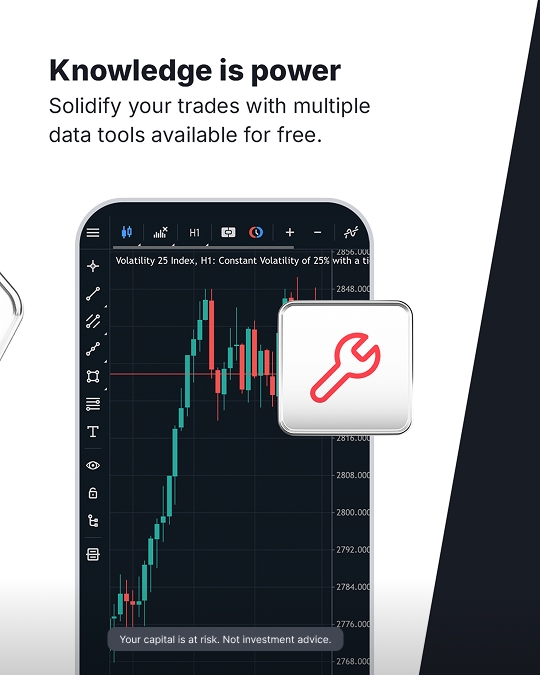 Knowledge is power
Solidify your trades with multiple
data tools available for free.
H1
2856.000
Volatility 25 Index, H1: Constant Volatility of 25% with a ti
2848.000
T
2816.000
2808.000
2800.000
2792.000
2784.000
2776.000
Your capital is at risk. Not investment advice.
2768.000